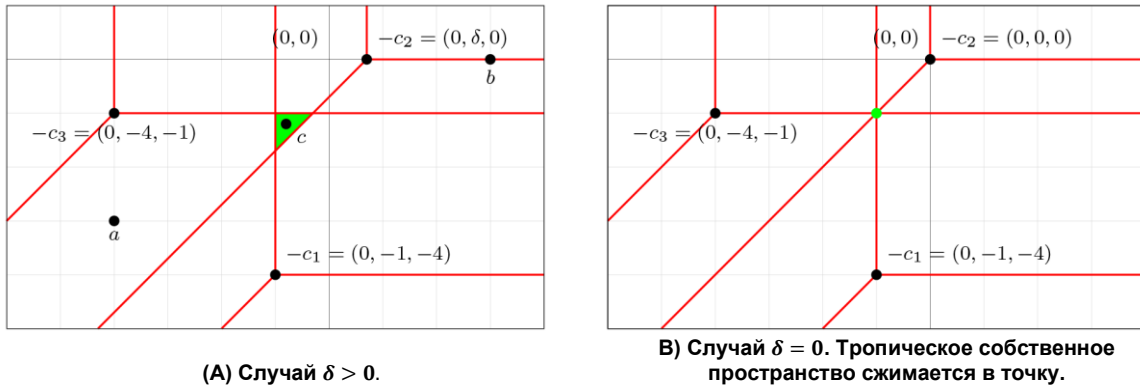 (0, 0)
−c₂ = (0, δ, 0)
b
−c₃ = (0, −4, −1)
c
a
−c₁ = (0, −1, −4)
(A) Случай δ > 0.
(0, 0)
−c₂ = (0, 0, 0)
−c₃ = (0, −4, −1)
−c₁ = (0, −1, −4)
B) Случай δ = 0. Тропическое собственное
пространство сжимается в точку.